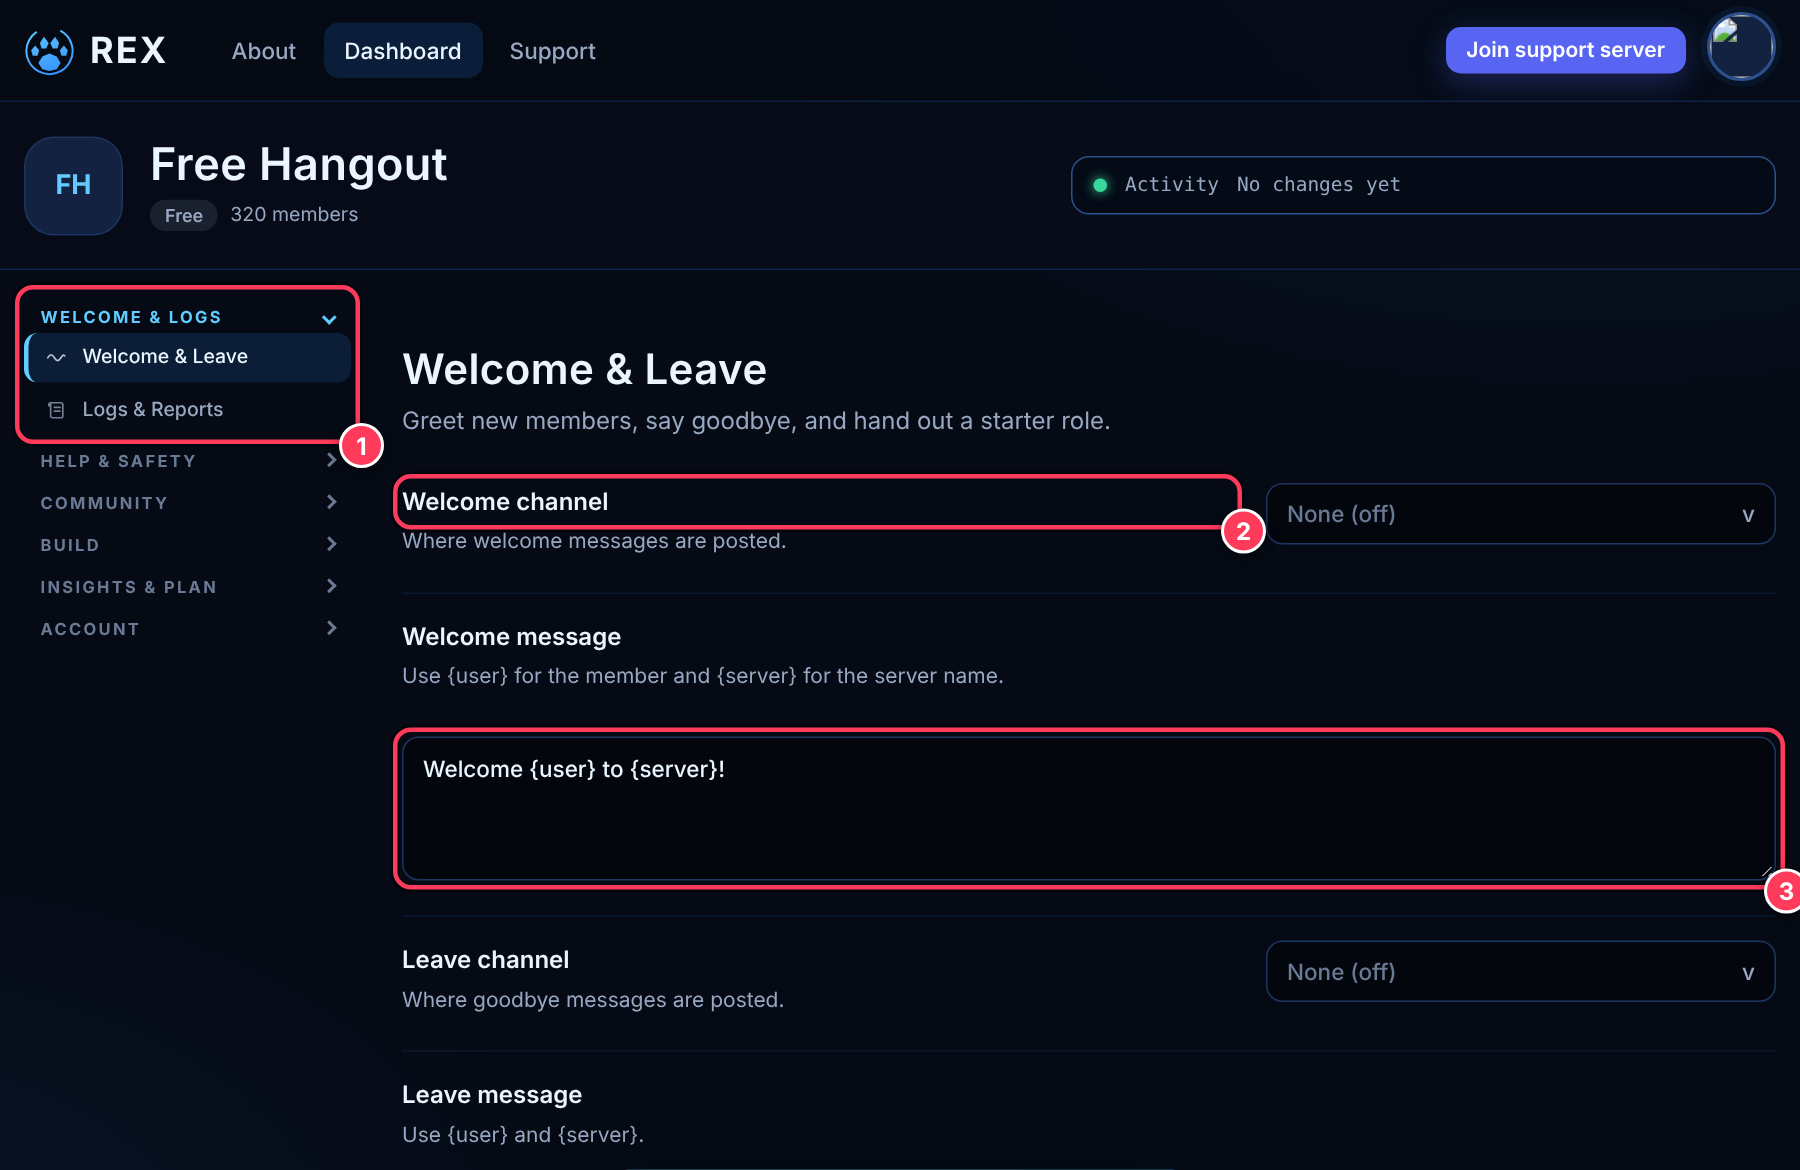 REX
About
Dashboard
Support
Join support server
FH
Free Hangout
Free
320 members
Activity No changes yet
WELCOME & LOGS
Welcome & Leave
Logs & Reports
1
HELP & SAFETY
COMMUNITY
BUILD
INSIGHTS & PLAN
ACCOUNT
Welcome & Leave
Greet new members, say goodbye, and hand out a starter role.
Welcome channel
2
None (off)
v
Where welcome messages are posted.
Welcome message
Use {user} for the member and {server} for the server name.
Welcome {user} to {server}!
3
Leave channel
None (off)
v
Where goodbye messages are posted.
Leave message
Use {user} and {server}.